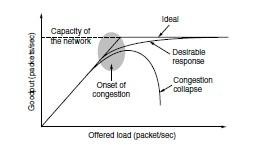 Ideal
Capacity of
the network
Desirable
response
Goodput (packets/sec)
Onset of
congestion
Congestion
collapse
Offered load (packet/sec)